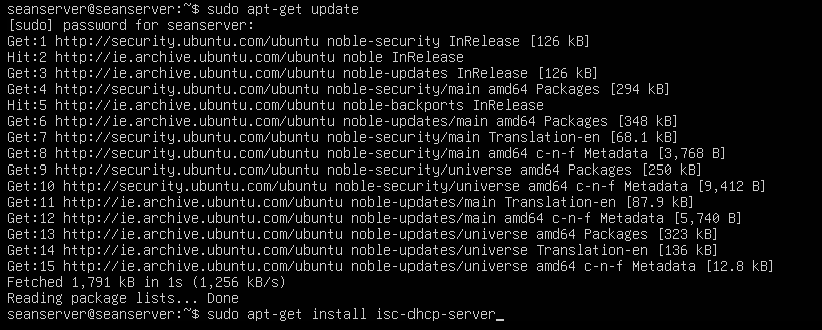 seanserver@seanserver:~$ sudo apt-get update
[sudo] password for seanserver:
Get:1 http://security.ubuntu.com/ubuntu noble-security InRelease [126 kB]
Hit:2 http://ie.archive.ubuntu.com/ubuntu noble InRelease
Get:3 http://ie.archive.ubuntu.com/ubuntu noble-updates InRelease [126 kB]
Get:4 http://security.ubuntu.com/ubuntu noble-security/main amd64 Packages [294 kB]
Hit:5 http://ie.archive.ubuntu.com/ubuntu noble-backports InRelease
Get:6 http://ie.archive.ubuntu.com/ubuntu noble-updates/main amd64 Packages [348 kB]
Get:7 http://security.ubuntu.com/ubuntu noble-security/main Translation-en [68.1 kB]
Get:8 http://security.ubuntu.com/ubuntu noble-security/main amd64 c-n-f Metadata [3,768 B]
Get:9 http://security.ubuntu.com/ubuntu noble-security/universe amd64 Packages [250 kB]
Get:10 http://security.ubuntu.com/ubuntu noble-security/universe amd64 c-n-f Metadata [9,412 B]
Get:11 http://ie.archive.ubuntu.com/ubuntu noble-updates/main Translation-en [87.9 kB]
Get:12 http://ie.archive.ubuntu.com/ubuntu noble-updates/main amd64 c-n-f Metadata [5,740 B]
Get:13 http://ie.archive.ubuntu.com/ubuntu noble-updates/universe amd64 Packages [323 kB]
Get:14 http://ie.archive.ubuntu.com/ubuntu noble-updates/universe Translation-en [136 kB]
Get:15 http://ie.archive.ubuntu.com/ubuntu noble-updates/universe amd64 c-n-f Metadata [12.8 kB]
Fetched 1,791 kB in 1s (1,256 kB/s)
Reading package lists... Done
seanserver@seanserver:~$ sudo apt-get install isc-dhcp-server_